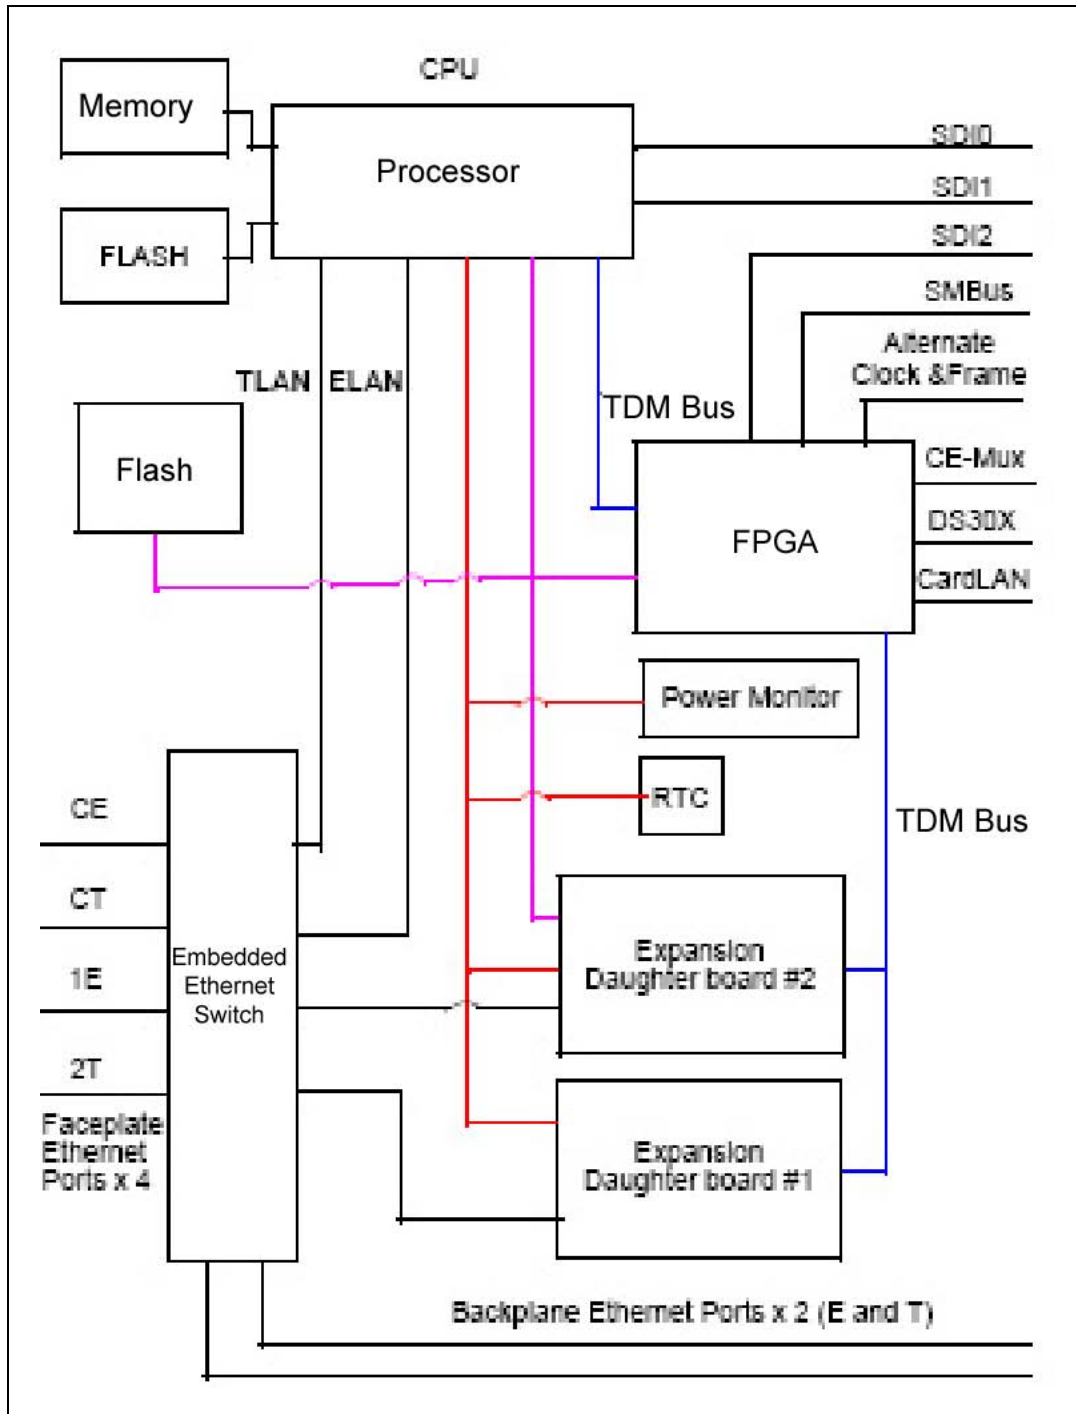 CPU
Memory
Processor
SDI0
SDI1
FLASH
SDI2
SMBus
Alternate
Clock &Frame
TLAN
ELAN
TDM Bus
Flash
CE-Mux
DS30X
FPGA
CardLAN
Power Monitor
RTC
CE
TDM Bus
CT
Embedded
Ethernet
Switch
1E
Expansion
Daughter board #2
2T
Faceplate
Ethernet
Ports x 4
Expansion
Daughter board #1
Backplane Ethernet Ports x 2 (E and T)